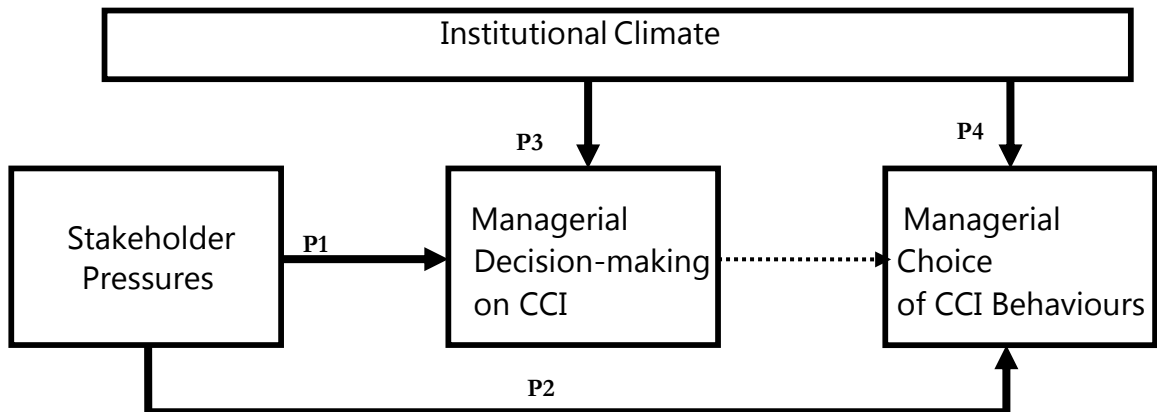 Institutional Climate
P3
P4
Stakeholder
Pressures
P1
Managerial
Decision-making
on CCI
Managerial
Choice
of CCI Behaviours
P2